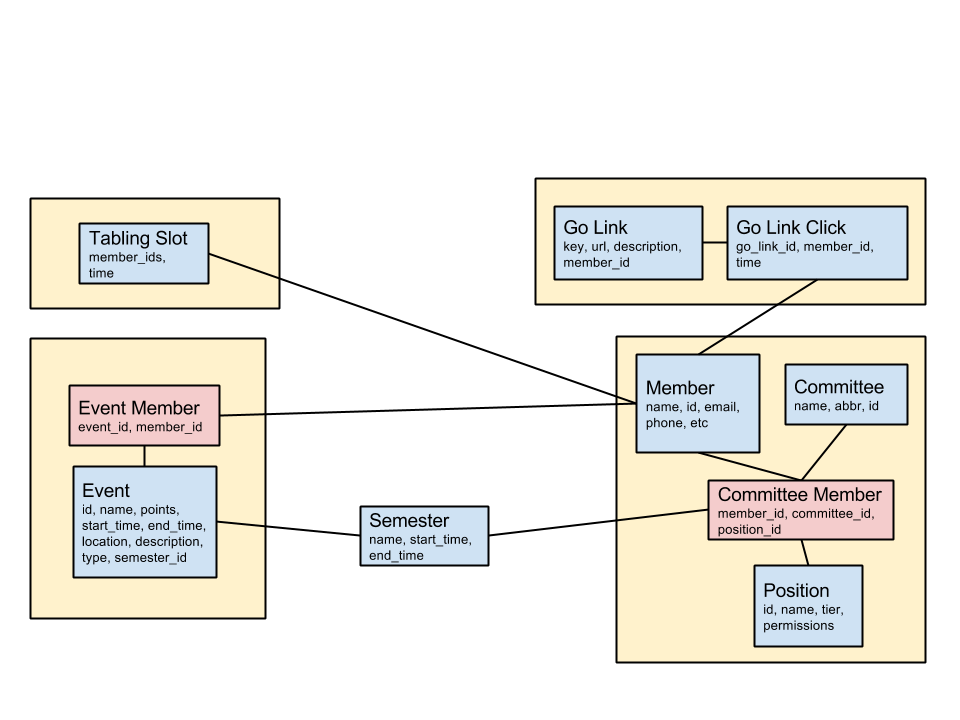 Tabling Slot
member_ids,
time
Go Link
key, url, description,
member_id
Go Link Click
go_link_id, member_id,
time
Event Member
event_id, member_id
Event
id, name, points,
start_time, end_time,
location, description,
type, semester_id
Semester
name, start_time,
end_time
Member
name, id, email,
phone, etc
Committee
name, abbr, id
Committee Member
member_id, committee_id,
position_id
Position
id, name, tier,
permissions